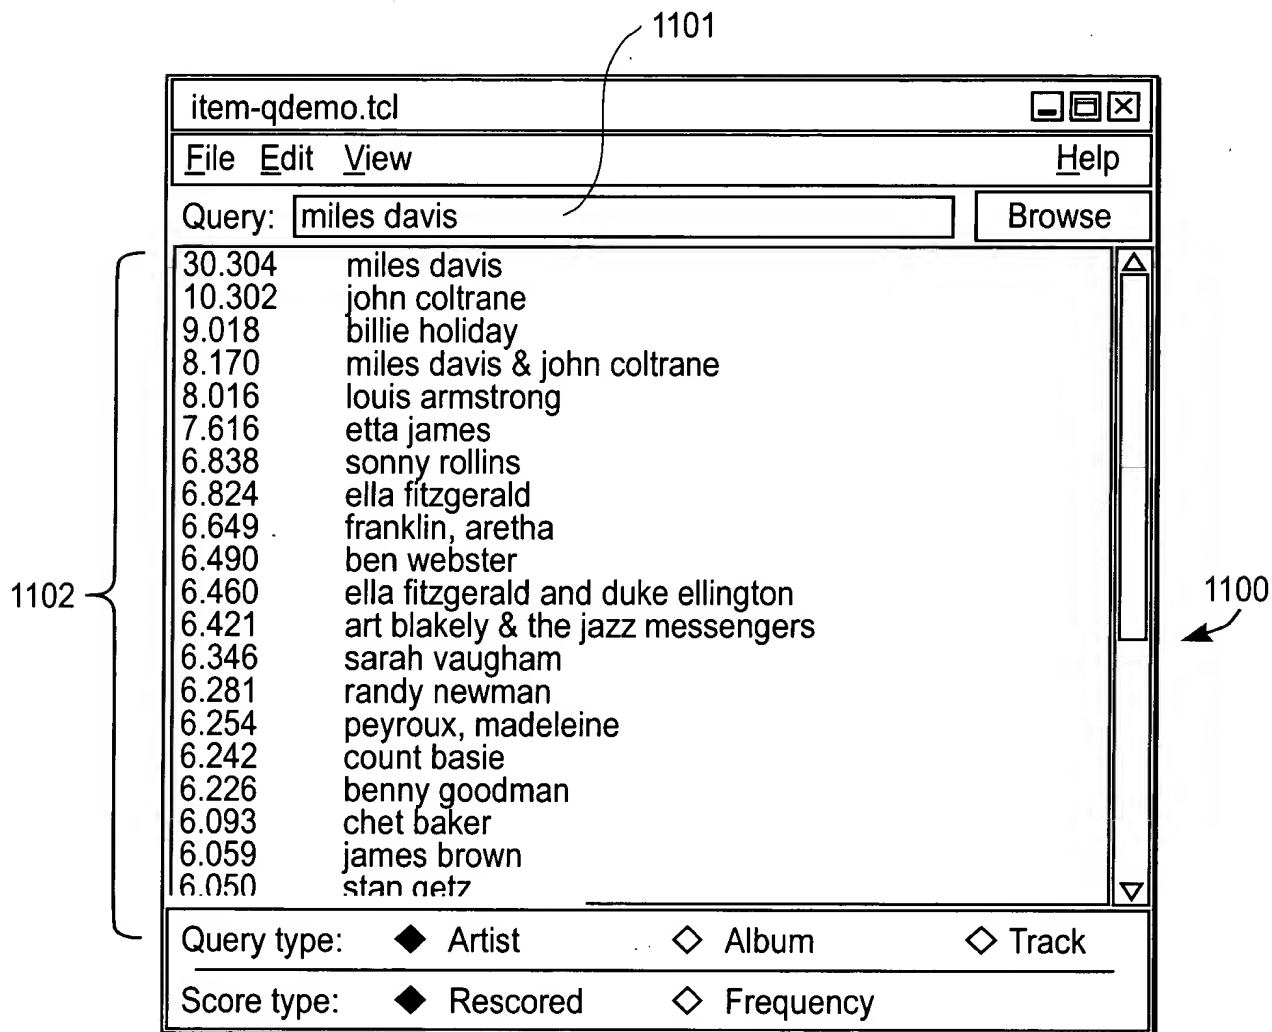 1101
item-qdemo.tcl
File Edit View Help
Query: miles davis Browse
30.304 miles davis
10.302 john coltrane
9.018 billie holiday
8.170 miles davis & john coltrane
8.016 louis armstrong
7.616 etta james
6.838 sonny rollins
6.824 ella fitzgerald
6.649 franklin, aretha
6.490 ben webster
1102
6.460 ella fitzgerald and duke ellington
1100
6.421 art blakely & the jazz messengers
6.346 sarah vaugham
6.281 randy newman
6.254 peyroux, madeleine
6.242 count basie
6.226 benny goodman
6.093 chet baker
6.059 james brown
6.050 stan getz
Query type: Artist Album Track
Score type: Rescored Frequency